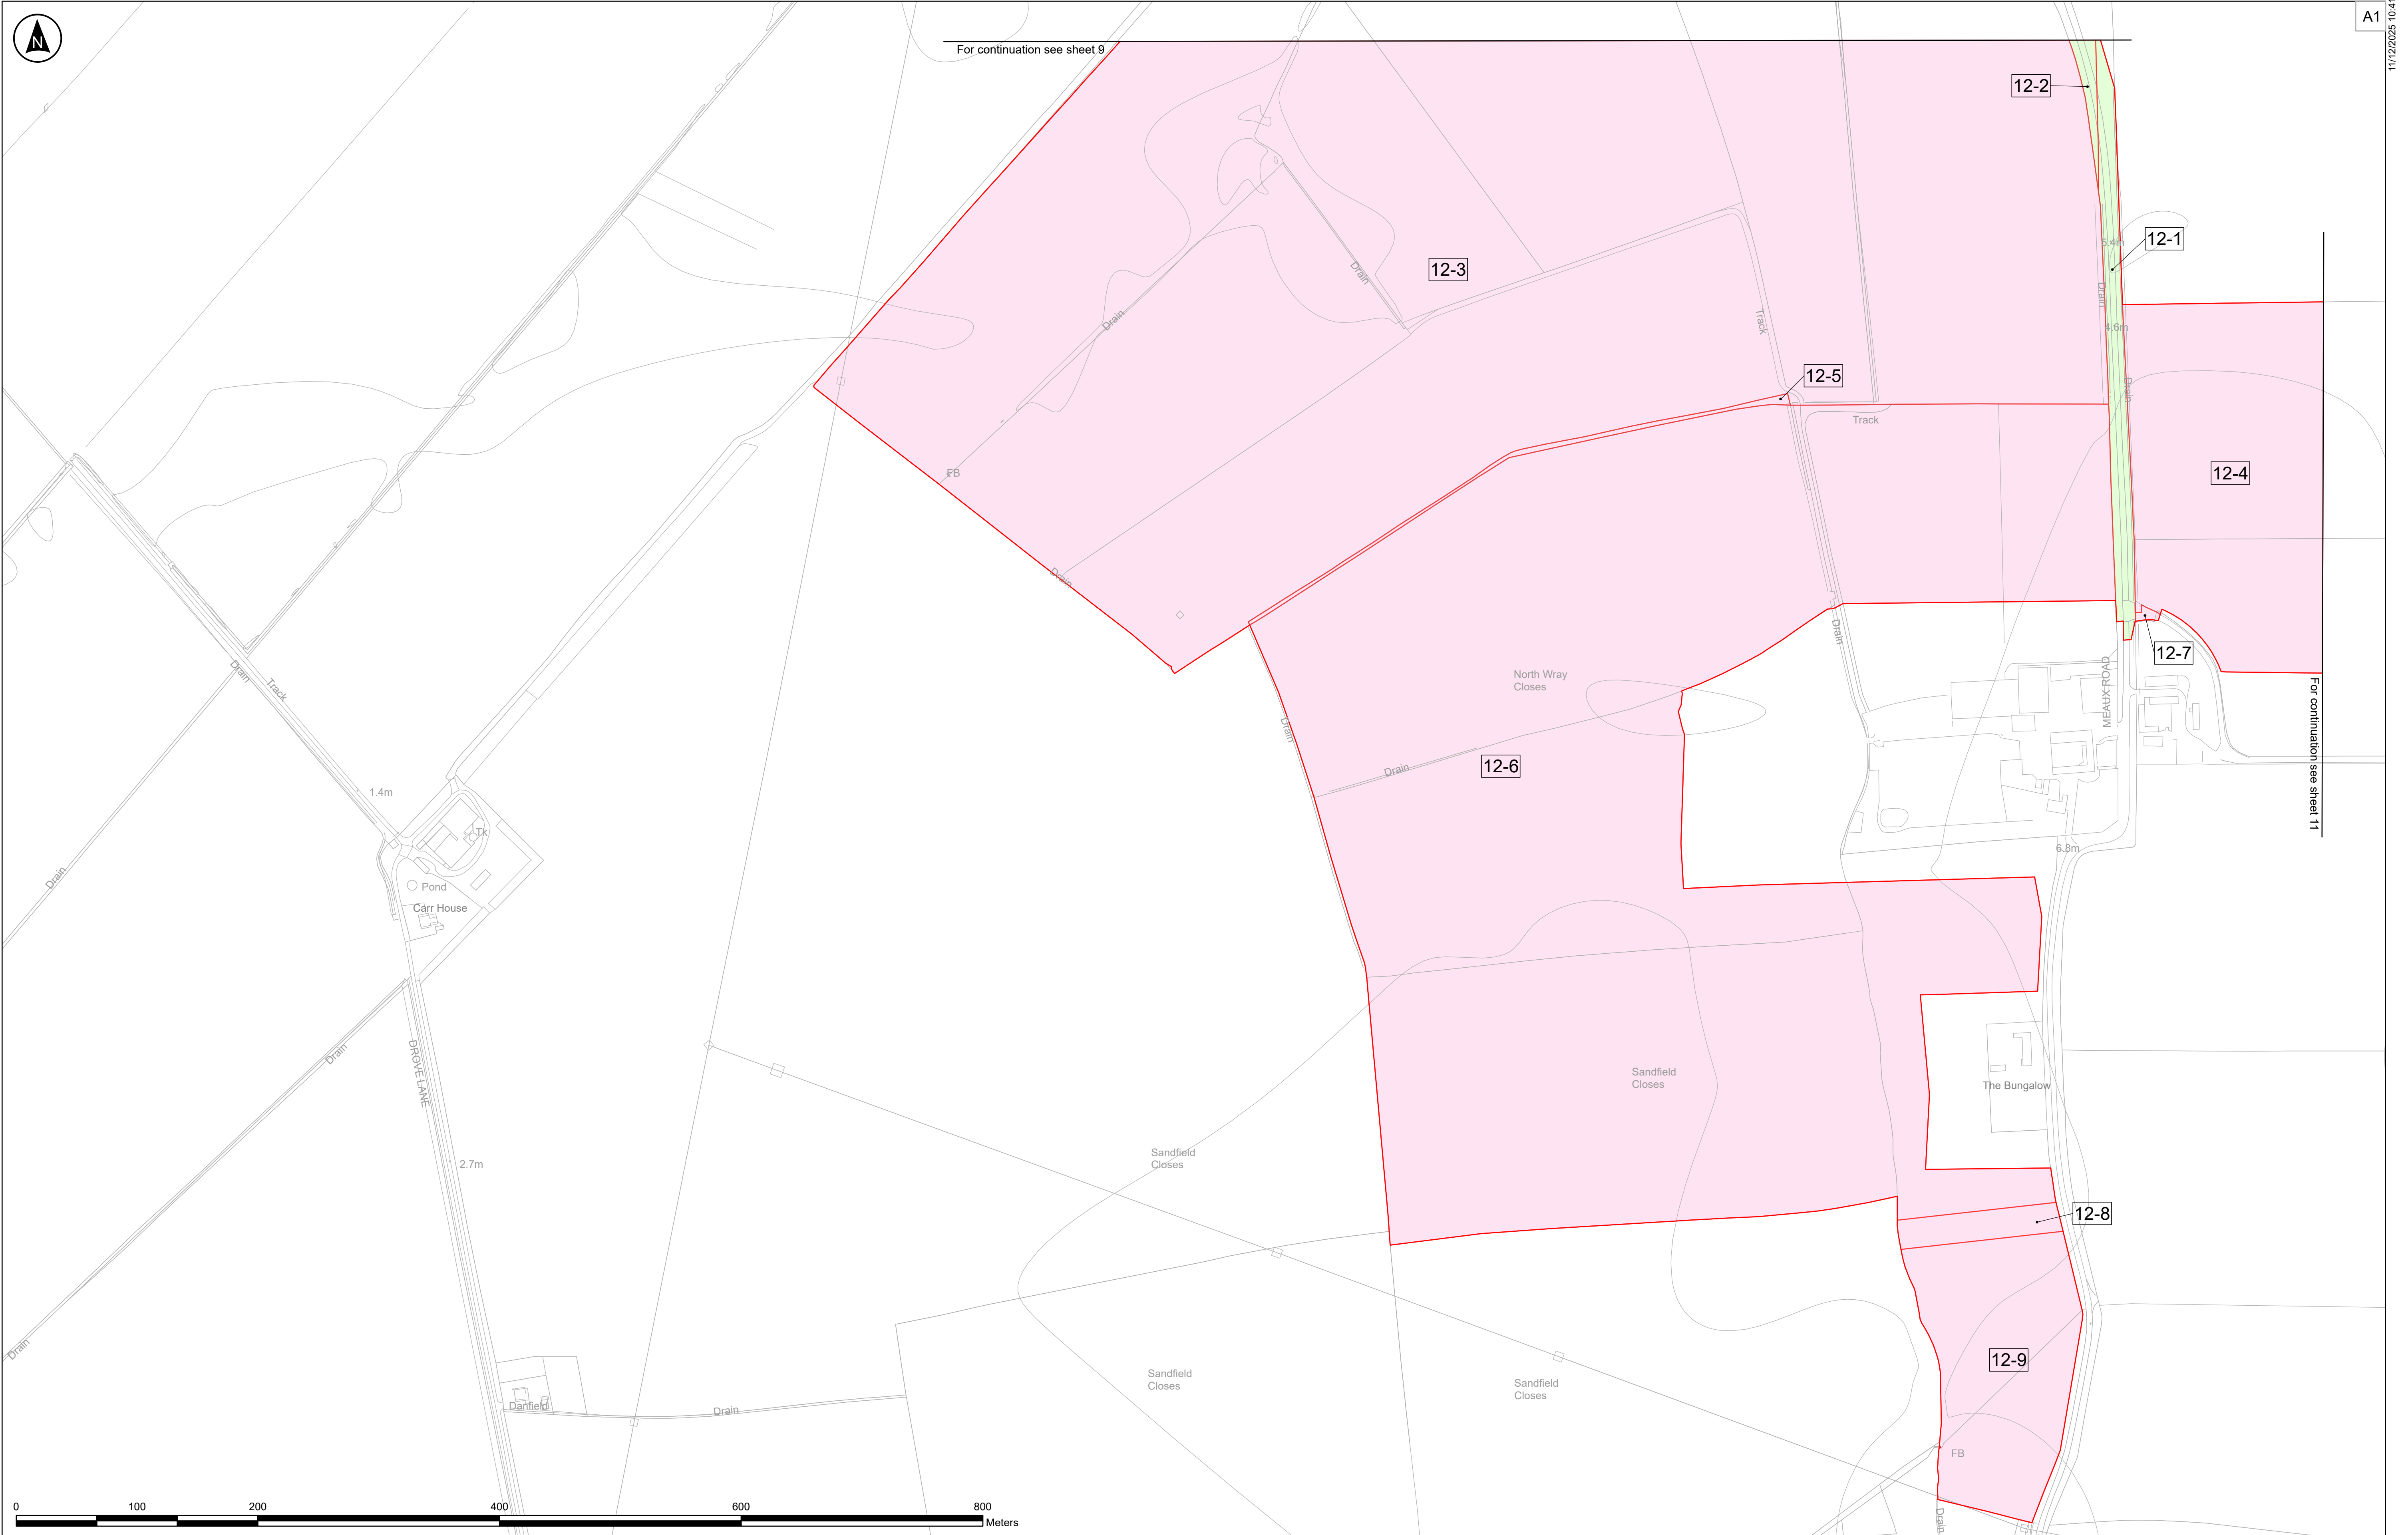 N
A1
11/12/2025 10:41
For continuation see sheet 9
12-2
12-1
5.4m
Drain
4.6m
Drain
12-3
Drain
Drain
Track
12-5
Track
12-4
FB
Drain
Drain
12-7
North Wray
Closes
MEAUX ROAD
For continuation see sheet 11
Drain
Track
Drain
Drain
12-6
1.4m
Tk
6.8m
Pond
Drain
Carr House
Drain
DROVE LANE
Sandfield
Closes
The Bungalow
Sandfield
Closes
2.7m
12-8
Drain
12-9
Sandfield
Closes
Sandfield
Closes
Danfield
Drain
FB
Drain
0 100 200 400 600 800
Meters